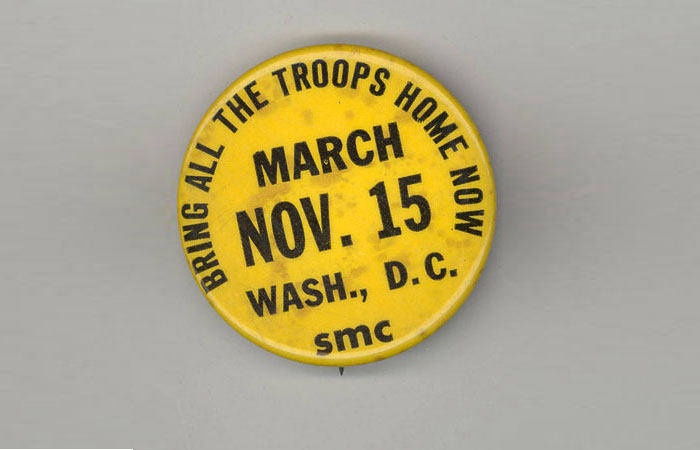 BRING ALL THE TROOPS HOME NOW
MARCH
NOV. 15
WASH., D.C.
smc